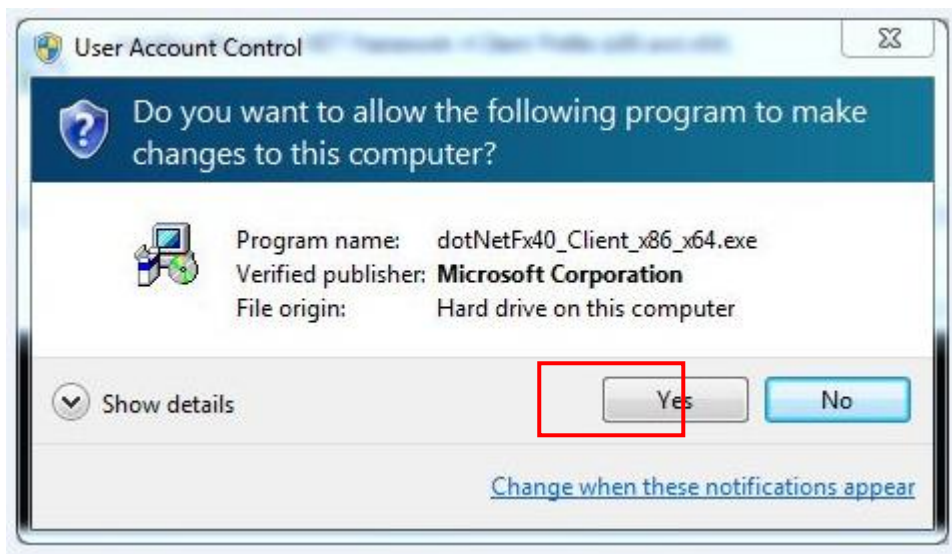 User Account Control
Do you want to allow the following program to make
changes to this computer?
Program name: dotNetFx40_Client_x86_x64.exe
Verified publisher: Microsoft Corporation
File origin: Hard drive on this computer
Show details
Yes
No
Change when these notifications appear